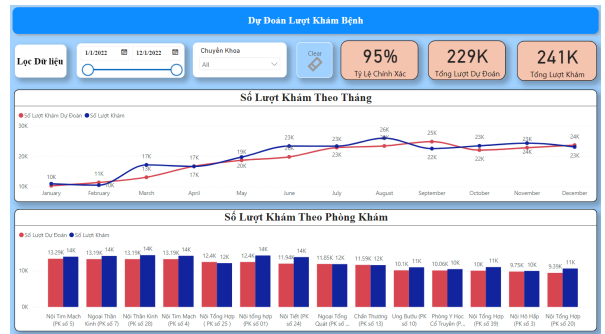 Dự Đoán Lượt Khám Bệnh
Lọc Dữ liệu
1/1/2022 12/1/2022
Chuyên Khoa
All
Clear
95%
Tỷ Lệ Chính Xác
229K
Tổng Lượt Dự Đoán
241K
Tổng Lượt Khám
Số Lượt Khám Theo Tháng
Số Lượt Khám Dự Đoán Số Lượt Khám
30K
20K
10K
10K 11K 17K 17K 19K 23K 23K 26K 25K 23K 23K 24K
10K 13K 17K 20K 23K 22K 22K 24K 23K
January February March April May June July August September October November December
Số Lượt Khám Theo Phòng Khám
Số Lượt Dự Đoán Số Lượt Khám
10K
0K
13.29K 14K 13.19K 14K 13.19K 14K 13.19K 14K 12.4K 12K 12.4K 14K 11.94K 14K 11.85K 12K 11.59K 12K 10.1K 11K 10.06K 10K 10K 11K 9.75K 10K 9.39K 11K
Nội Tim Mạch Ngoại Thần Nội Thần Kinh Nội Tim Mạch Nội Tổng Hợp Nội tổng hợp Nội Tiết (PK Ngoại Tổng Chấn Thương Ung Bướu (PK Phòng Y Học Nội Tổng Hợp Nội Hô Hấp Nội Tổng Hợp
(PK số 5) Kinh (PK số 7) (PK số 28) (PK số 4) ( PK số 25 ) (PK số 01) số 24) Quát (PK số ... (PK số 13) số 10) Cổ Truyền (P... (PK số 39) (PK số 3) (PK số 20)